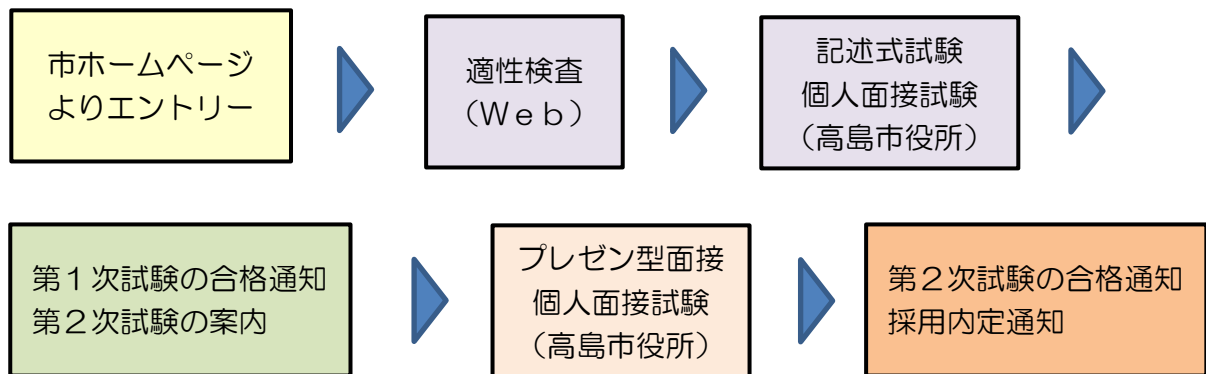 市ホームページ
よりエントリー
適性検査
（Ｗｅｂ）
記述式試験
個人面接試験
（高島市役所）
第１次試験の合格通知
第２次試験の案内
プレゼン型面接
個人面接試験
（高島市役所）
第２次試験の合格通知
採用内定通知